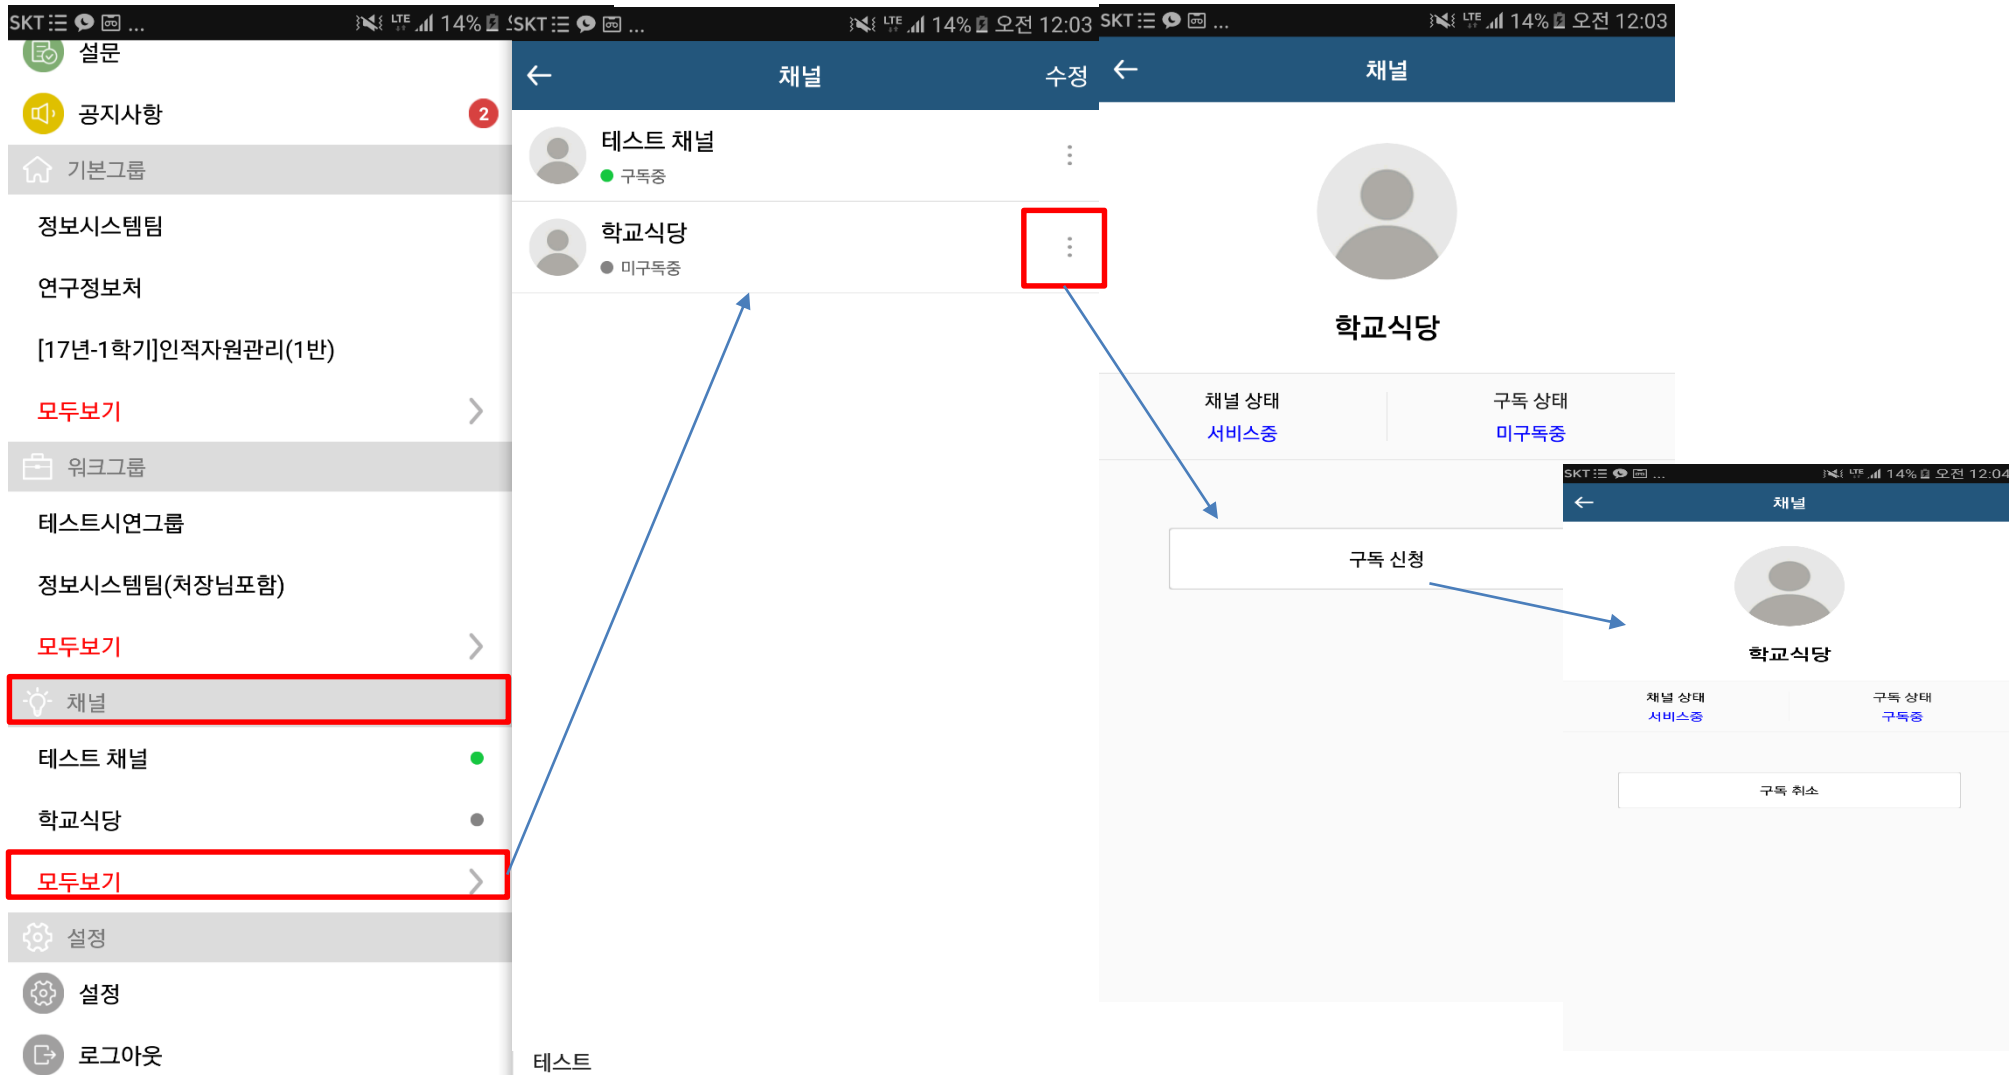 SKT ...
LTE 14%
설문
공지사항
2
기본그룹
정보시스템팀
연구정보처
[17년-1학기]인적자원관리(1반)
모두보기
워크그룹
테스트시연그룹
정보시스템팀(처장님포함)
모두보기
채널
테스트 채널
학교식당
모두보기
설정
설정
로그아웃
SKT ...
LTE 14% 오전 12:03
채널
수정
테스트 채널
구독중
학교식당
미구독중
테스트
SKT ...
LTE 14% 오전 12:03
채널
학교식당
채널 상태
구독 상태
서비스중
미구독중
구독 신청
SKT ...
LTE 14% 오전 12:04
채널
학교식당
채널 상태
구독 상태
서비스중
구독중
구독 취소